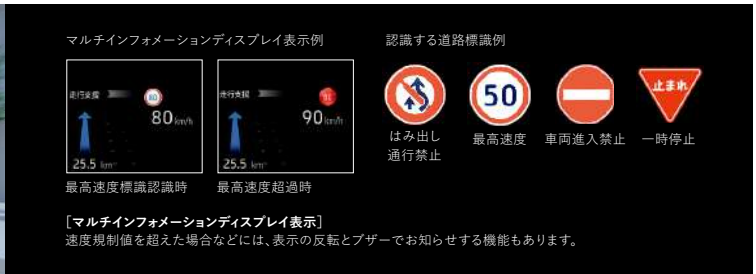 マルチインフォメーションディスプレイ表示例
認識する道路標識例
走行支援
80
80 km/h
25.5 km
最高速度標識認識時
走行支援
90 km/h
25.5 km
最高速度超過時
はみ出し
通行禁止
50
最高速度
車両進入禁止
止まれ
一時停止
[マルチインフォメーションディスプレイ表示]
速度規制値を超えた場合などには、表示の反転とブザーでお知らせする機能もあります。